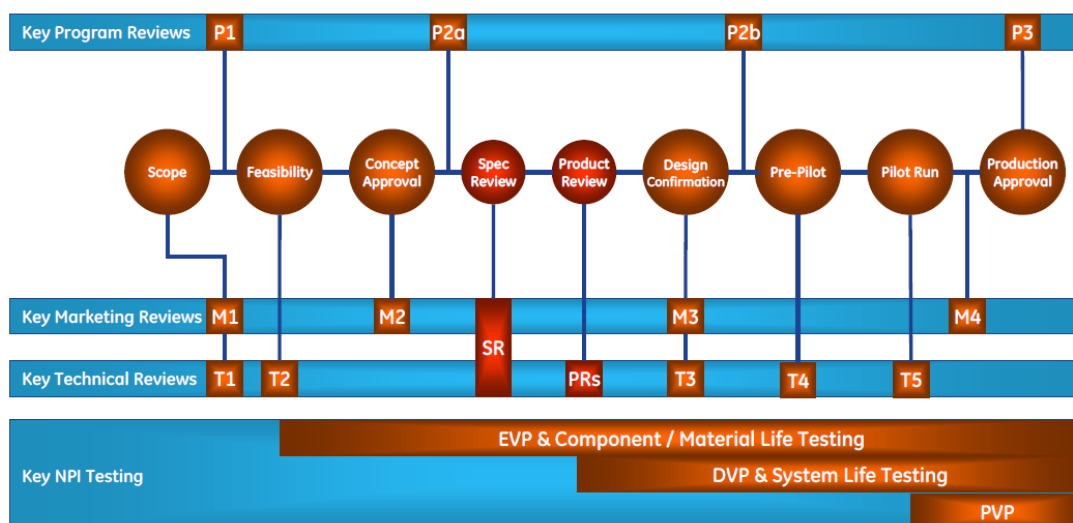 Key Program Reviews P1 P2a P2b P3
Scope
Feasibility
Concept
Approval
Spec
Review
Product
Review
Design
Confirmation
Pre-Pilot
Pilot Run
Production
Approval
Key Marketing Reviews M1 M2 M3 M4
SR
Key Technical Reviews T1 T2 PRs T3 T4 T5
EVP & Component / Material Life Testing
Key NPI Testing
DVP & System Life Testing
PVP